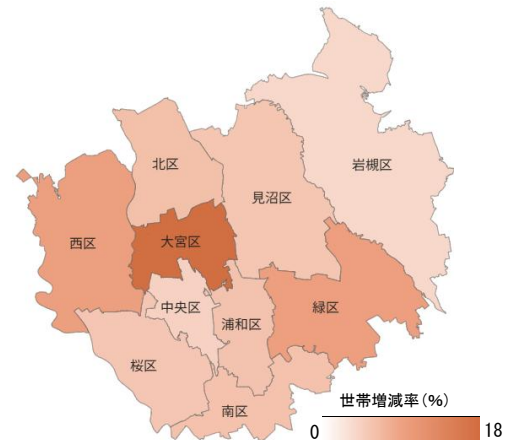 北区
岩槻区
見沼区
西区
大宮区
中央区
緑区
浦和区
桜区
南区
世帯増減率(%)
0 18